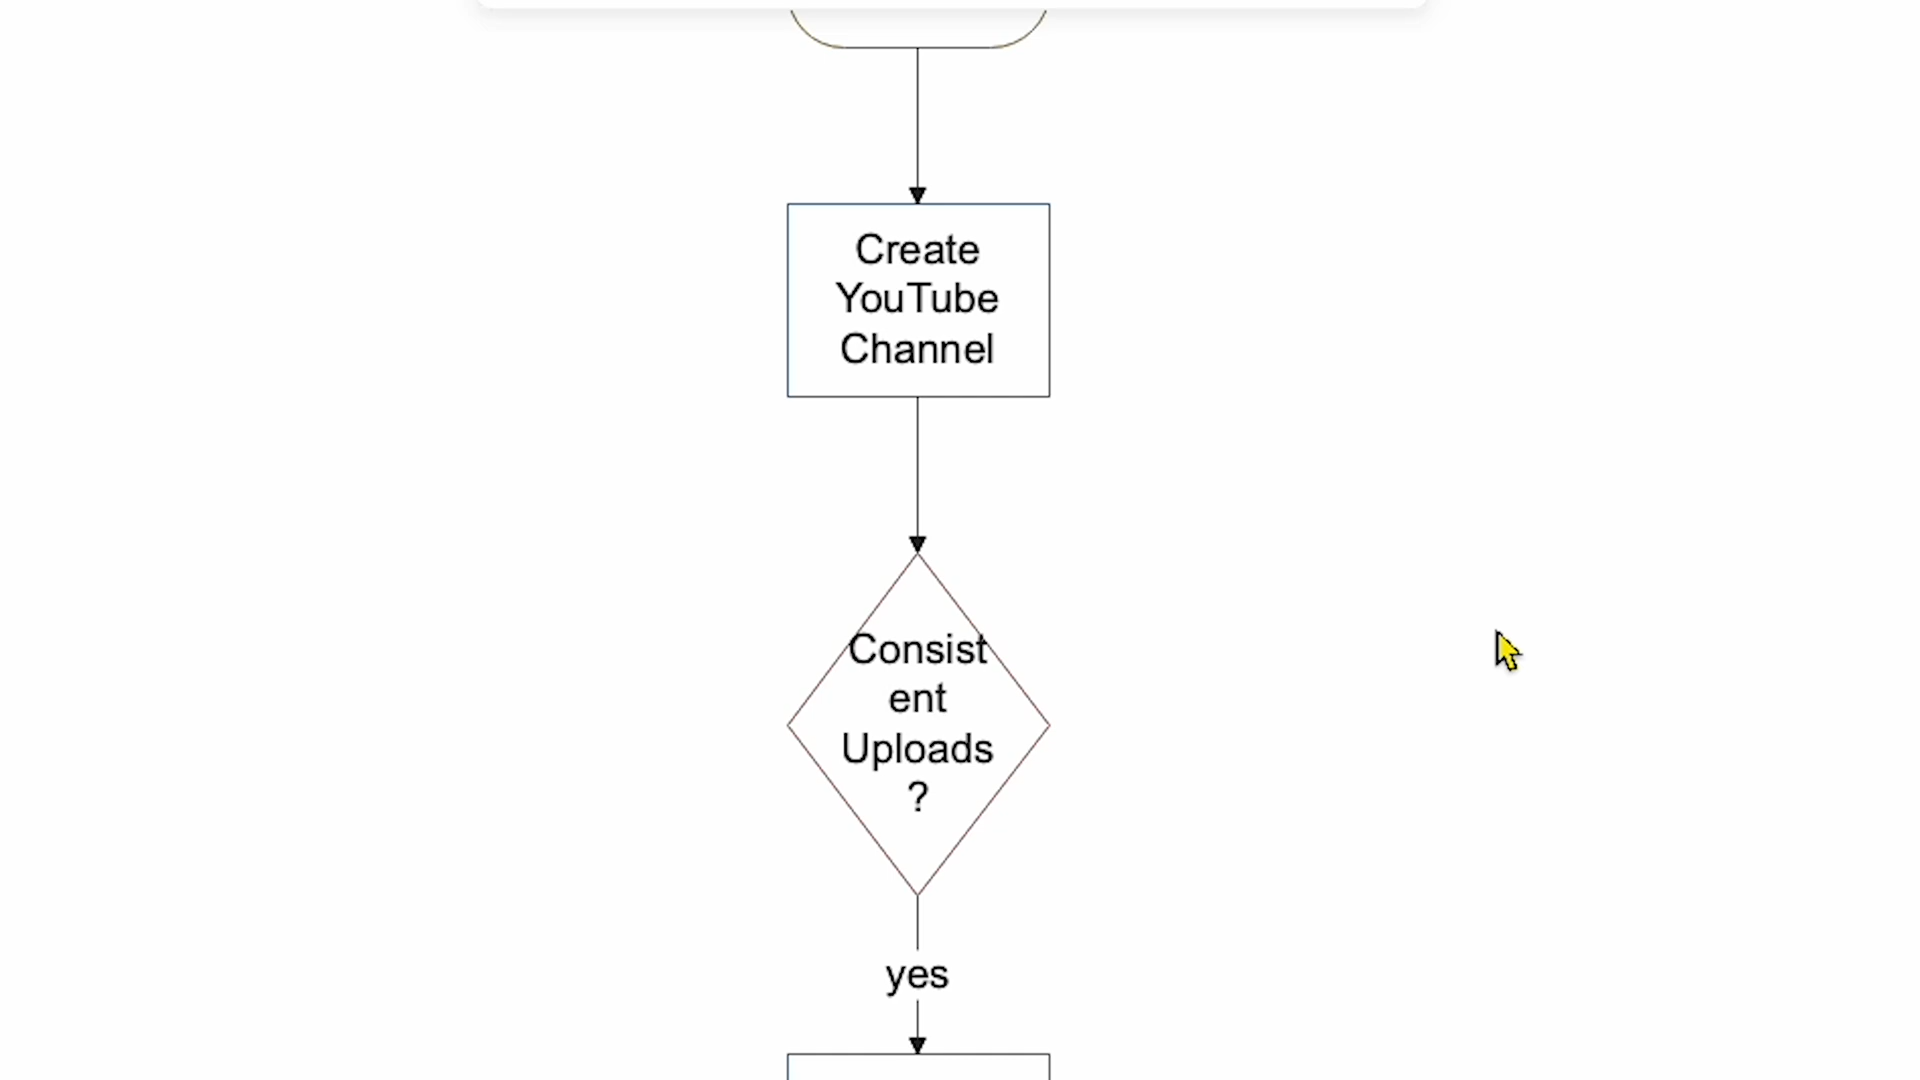 Create
YouTube
Channel
Consist
ent
Uploads
?
yes